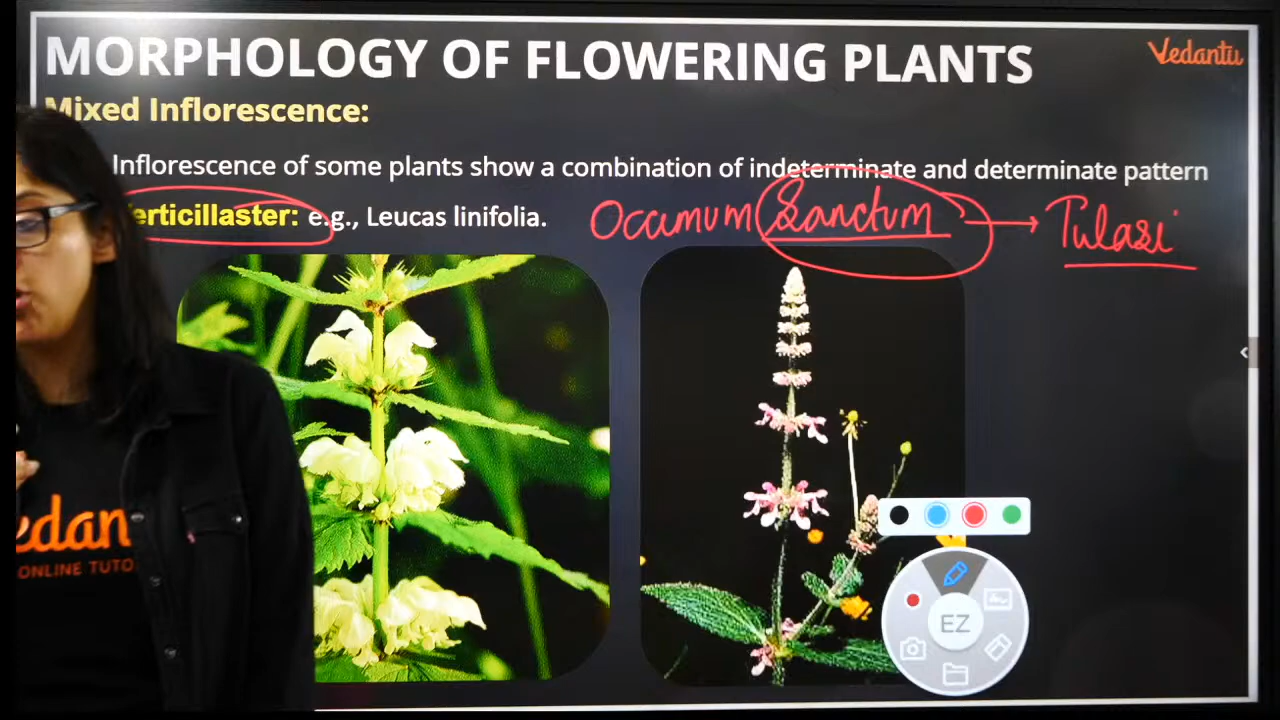 MORPHOLOGY OF FLOWERING PLANTS
Vedantu
Mixed Inflorescence:
Inflorescence of some plants show a combination of indeterminate and determinate pattern
erticillaster: e.g., Leucas linifolia.
Ocumum Sanctum → Tulasi
EZ
edan
ONLINE TUTO